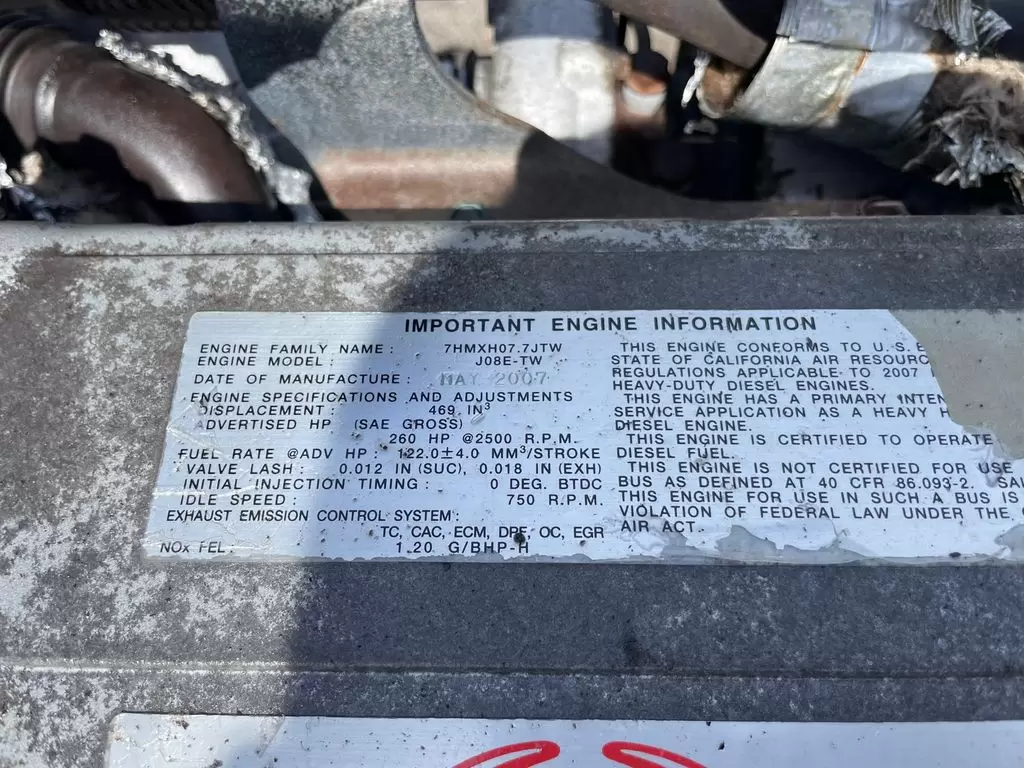 IMPORTANT ENGINE INFORMATION
ENGINE FAMILY NAME : 7HMXH07.7JTW
ENGINE MODEL : J08E-TW
DATE OF MANUFACTURE : MAY 2007
ENGINE SPECIFICATIONS AND ADJUSTMENTS
DISPLACEMENT : 469 IN³
ADVERTISED HP (SAE GROSS)
260 HP @2500 R.P.M.
FUEL RATE @ADV HP : 122.0±4.0 MM³/STROKE
VALVE LASH : 0.012 IN (SUC), 0.018 IN (EXH)
INITIAL INJECTION TIMING : 0 DEG. BTDC
IDLE SPEED : 750 R.P.M.
EXHAUST EMISSION CONTROL SYSTEM :
TC, CAC, ECM, DPF, OC, EGR
NOx FEL : 1.20 G/BHP-H
THIS ENGINE CONFORMS TO U.S.
STATE OF CALIFORNIA AIR RESOURC
REGULATIONS APPLICABLE TO 2007
HEAVY-DUTY DIESEL ENGINES.
THIS ENGINE HAS A PRIMARY INTEN
SERVICE APPLICATION AS A HEAVY H
DIESEL ENGINE.
THIS ENGINE IS CERTIFIED TO OPERATE
DIESEL FUEL.
THIS ENGINE IS NOT CERTIFIED FOR USE
BUS AS DEFINED AT 40 CFR 86.093-2. SA
THIS ENGINE FOR USE IN SUCH A BUS IS
VIOLATION OF FEDERAL LAW UNDER THE
AIR ACT.